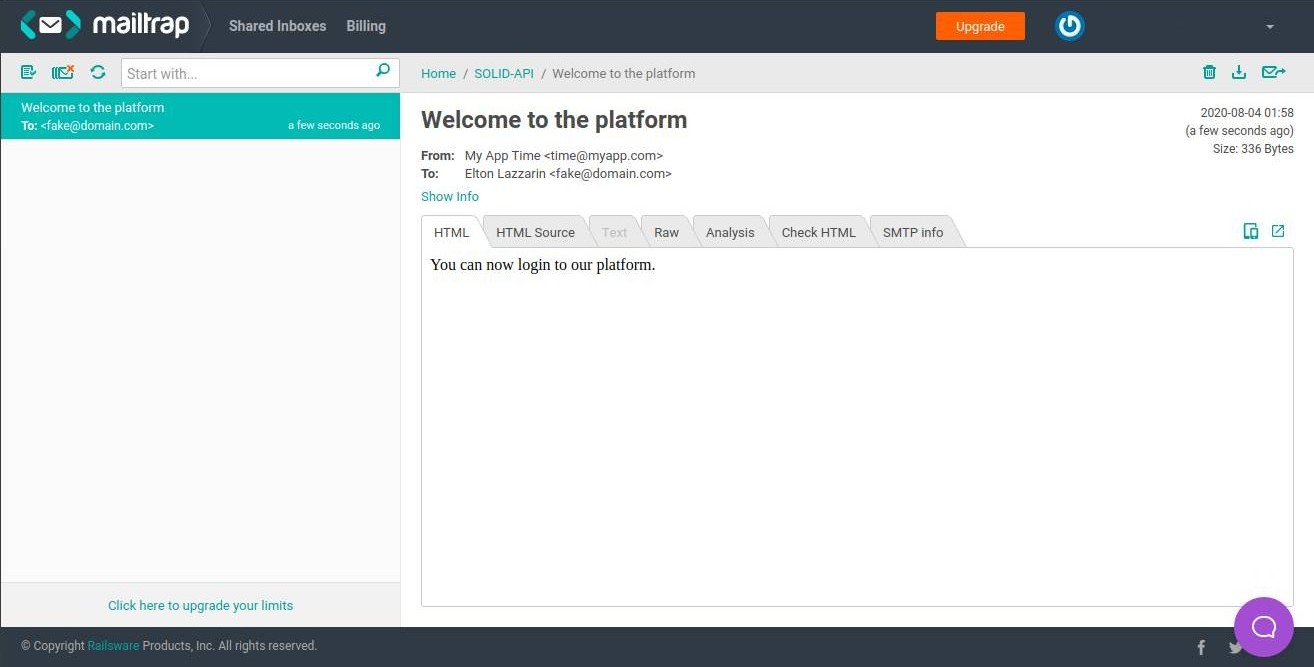 mailtrap Shared Inboxes Billing Upgrade
Start with...
Home / SOLID-API / Welcome to the platform
Welcome to the platform
To: <fake@domain.com> a few seconds ago
Welcome to the platform
2020-08-04 01:58
(a few seconds ago)
Size: 336 Bytes
From: My App Time <time@myapp.com>
To: Elton Lazzarin <fake@domain.com>
Show Info
HTML HTML Source Text Raw Analysis Check HTML SMTP info
You can now login to our platform.
Click here to upgrade your limits
© Copyright Railsware Products, Inc. All rights reserved.